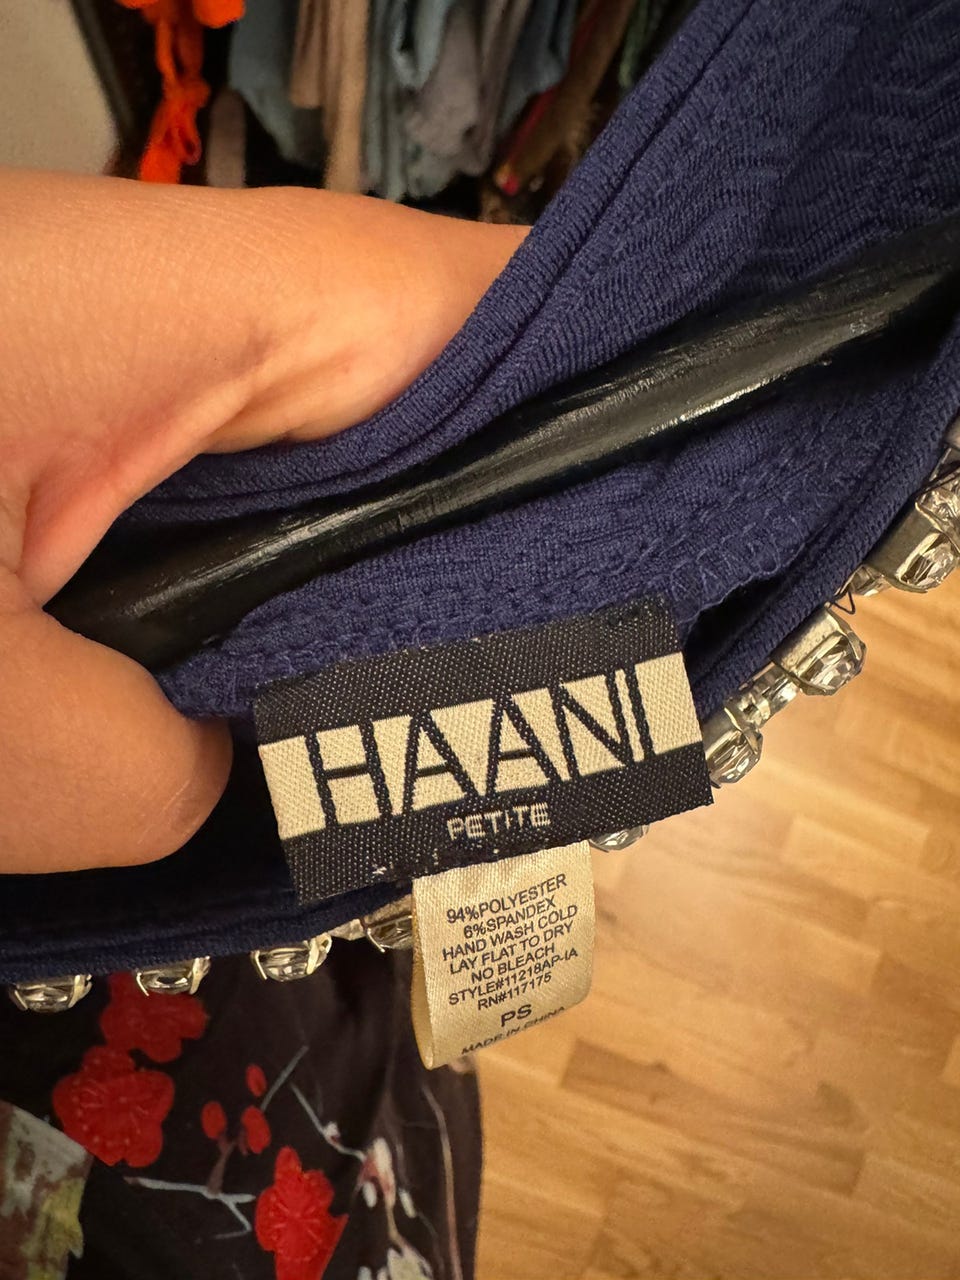 HAANI
PETITE
94%POLYESTER
6%SPANDEX
HAND WASH COLD
LAY FLAT TO DRY
NO BLEACH
STYLE#11218AP-IA
RN#117175
PS
MADE IN CHINA